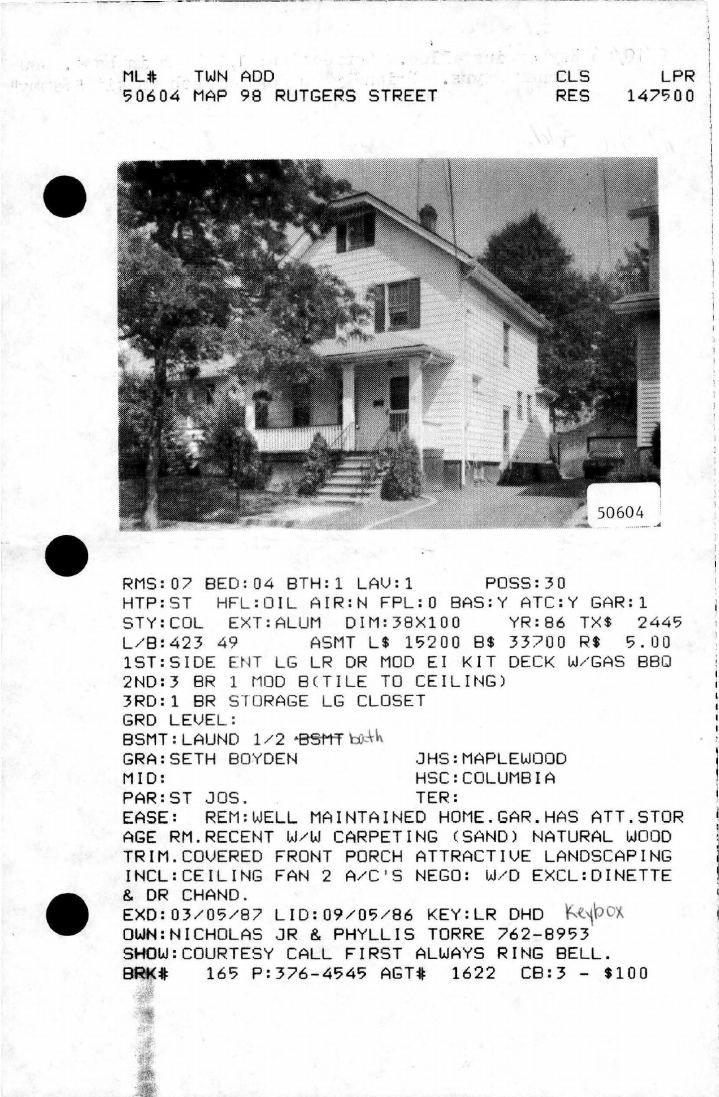 ML# TWN ADD CLS LPR
50604 MAP 98 RUTGERS STREET RES 147500
50604
RMS:07 BED:04 BTH:1 LAV:1 POSS:30
HTP:ST HFL:OIL AIR:N FPL:0 BAS:Y ATC:Y GAR:1
STY:COL EXT:ALUM DIM:38X100 YR:86 TX$ 2445
L/B:423 49 ASMT L$ 15200 B$ 33700 R$ 5.00
1ST:SIDE ENT LG LR DR MOD EI KIT DECK W/GAS BBQ
2ND:3 BR 1 MOD B(TILE TO CEILING)
3RD:1 BR STORAGE LG CLOSET
GRD LEVEL:
BSMT:LAUND 1/2 BSMT bath
GRA:SETH BOYDEN JHS:MAPLEWOOD
MID: HSC:COLUMBIA
PAR:ST JOS. TER:
EASE: REM:WELL MAINTAINED HOME.GAR.HAS ATT.STOR
AGE RM.RECENT W/W CARPETING (SAND) NATURAL WOOD
TRIM.COVERED FRONT PORCH ATTRACTIVE LANDSCAPING
INCL:CEILING FAN 2 A/C'S NEGO: W/D EXCL:DINETTE
& DR CHAND.
EXD:03/05/87 LID:09/05/86 KEY:LR DHD Keybox
OWN:NICHOLAS JR & PHYLLIS TORRE 762-8953
SHOW:COURTESY CALL FIRST ALWAYS RING BELL.
BRK# 165 P:376-4545 AGT# 1622 CB:3 - $100